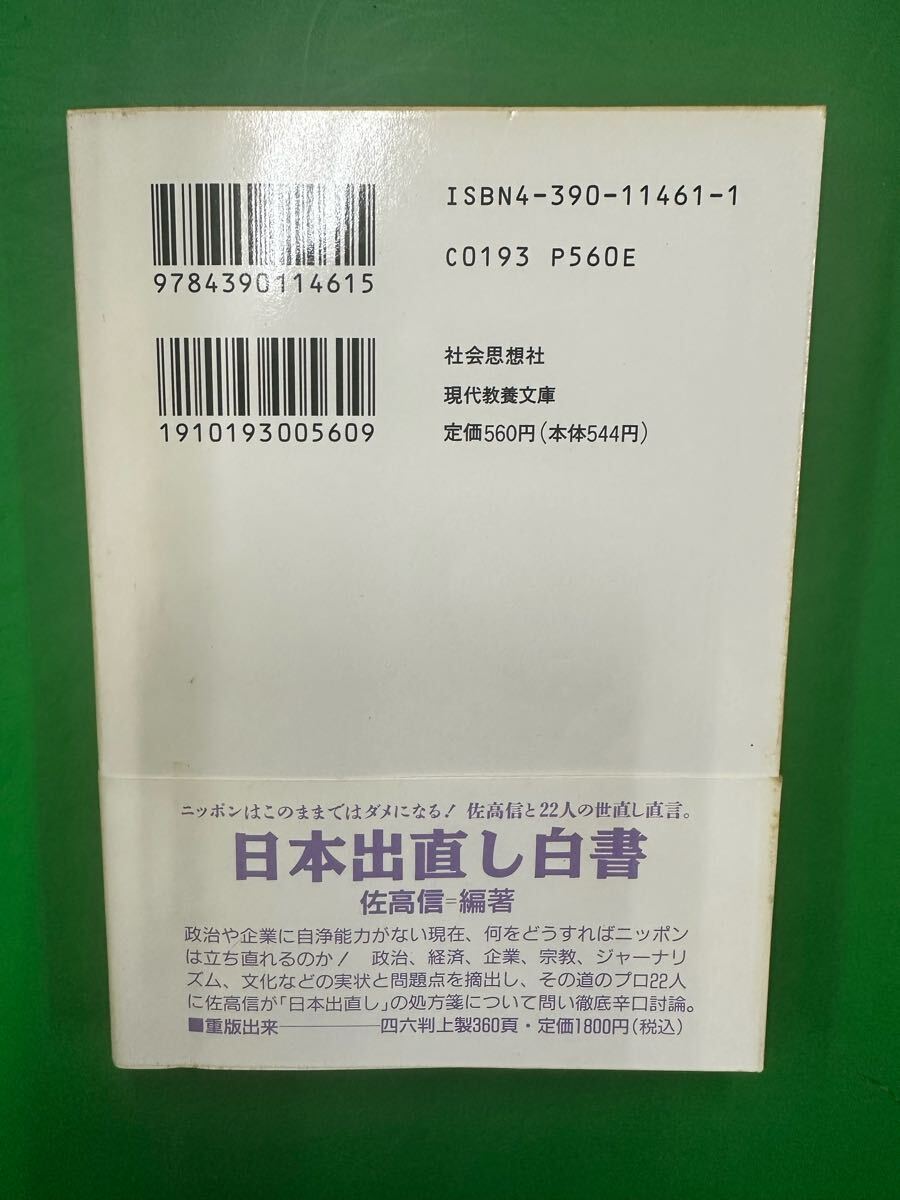 ISBN4-390-11461-1
9784390114615
C0193 P560E
1910193005609
社会思想社
現代教養文庫
定価560円(本体544円)
ニッポンはこのままではダメになる! 佐高信と22人の世直し直言。
日本出直し白書
佐高信=編著
政治や企業に自浄能力がない現在、何をどうすればニッポン
は立ち直れるのか! 政治、経済、企業、宗教、ジャーナリ
ズム、文化などの実状と問題点を摘出し、その道のプロ22人
に佐高信が「日本出直し」の処方箋について問い徹底辛口討論。
■重版出来――――四六判上製360頁・定価1800円(税込)